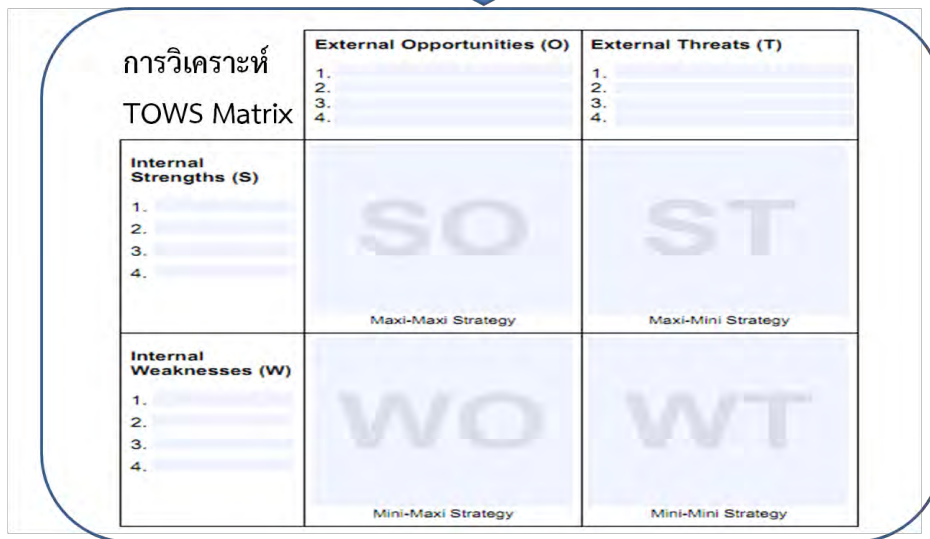 การวิเคราะห์
TOWS Matrix
External Opportunities (O)
1.
2.
3.
4.
External Threats (T)
1.
2.
3.
4.
Internal
Strengths (S)
1.
2.
3.
4.
SO
Maxi-Maxi Strategy
ST
Maxi-Mini Strategy
Internal
Weaknesses (W)
1.
2.
3.
4.
WO
Mini-Maxi Strategy
WT
Mini-Mini Strategy